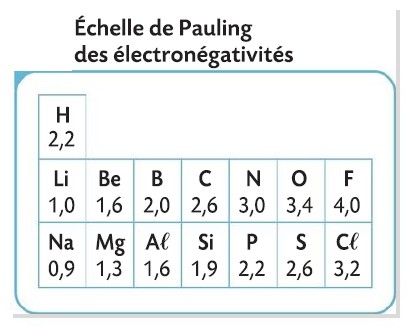 Échelle de Pauling
des électronégativités
H
2,2
Li Be B C N O F
1,0 1,6 2,0 2,6 3,0 3,4 4,0
Na Mg Aℓ Si P S Cℓ
0,9 1,3 1,6 1,9 2,2 2,6 3,2